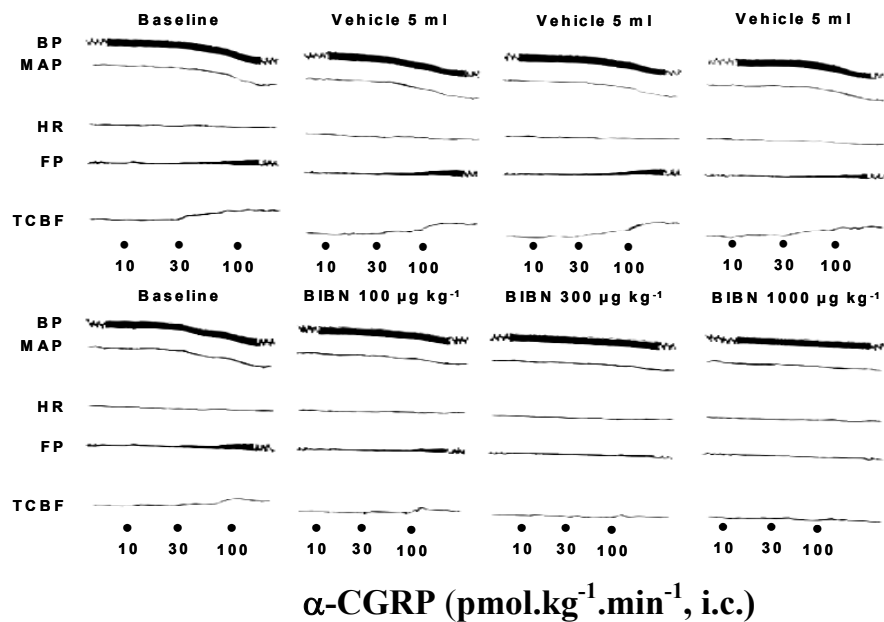 Baseline Vehicle 5 ml Vehicle 5 ml Vehicle 5 ml
BP
MAP
HR
FP
TCBF
10 30 100 10 30 100 10 30 100 10 30 100
Baseline BIBN 100 µg kg⁻¹ BIBN 300 µg kg⁻¹ BIBN 1000 µg kg⁻¹
BP
MAP
HR
FP
TCBF
10 30 100 10 30 100 10 30 100 10 30 100
α-CGRP (pmol.kg⁻¹.min⁻¹, i.c.)